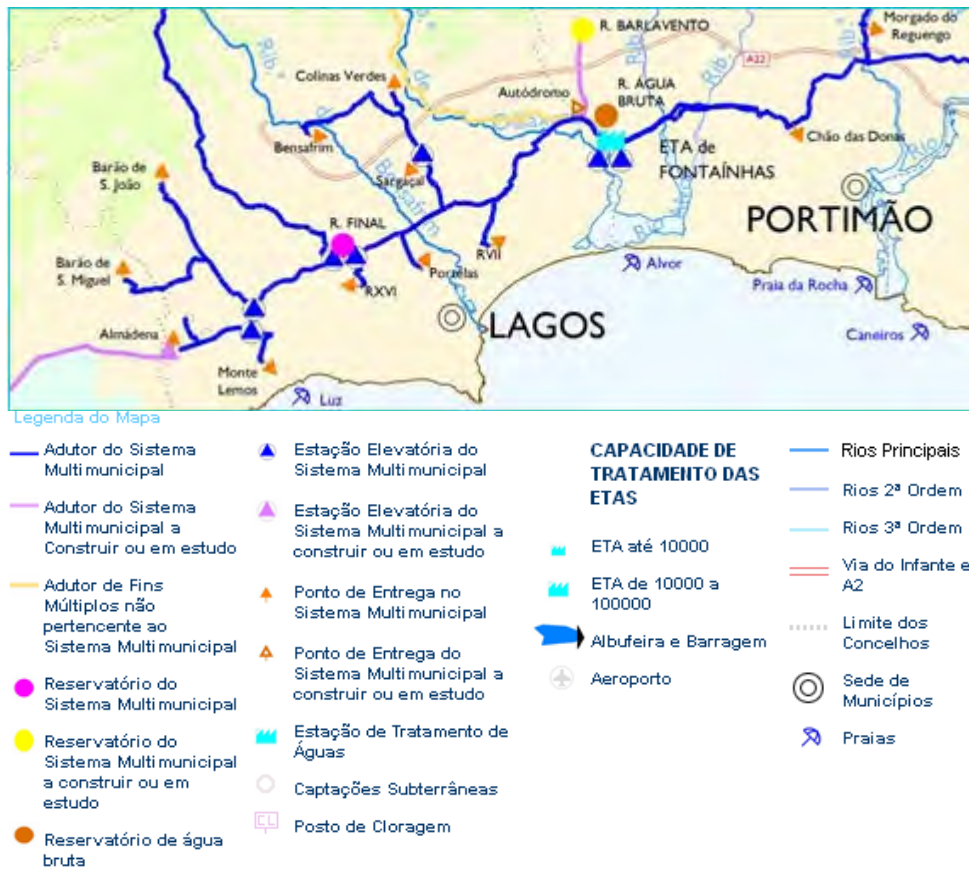 R. BARLAVENTO
Morgado do
Reguengo
Rib.ª
Rib.ª
Rib.ª
Colinas Verdes
de
A22
Autódromo
R. ÁGUA
BRUTA
Bensafrim
Chão das Donas
Rio
ETA de
FONTAÍNHAS
Barão de
S. João
Sargaçal
Bensafrim
PORTIMÃO
R. FINAL
RVII
Barão de
S. Miguel
Portelas
Alvor
RXVI
Praia da Rocha
LAGOS
Almádena
Caneiros
Monte
Lemos
Luz
Legenda do Mapa
Adutor do Sistema
Multimunicipal
Adutor do Sistema
Multimunicipal a
Construir ou em estudo
Adutor de Fins
Múltiplos não
pertencente ao
Sistema Multimunicipal
Reservatório do
Sistema Multimunicipal
Reservatório do
Sistema Multimunicipal
a construir ou em
estudo
Reservatório de água
bruta
Estação Elevatória do
Sistema Multimunicipal
Estação Elevatória do
Sistema Multimunicipal a
construir ou em estudo
Ponto de Entrega no
Sistema Multimunicipal
Ponto de Entrega do
Sistema Multimunicipal a
construir ou em estudo
Estação de Tratamento de
Águas
Captações Subterrâneas
CL
Posto de Cloragem
CAPACIDADE DE
TRATAMENTO DAS
ETAS
ETA até 10000
ETA de 10000 a
100000
Albufeira e Barragem
Aeroporto
Rios Principais
Rios 2ª Ordem
Rios 3ª Ordem
Via do Infante e
A2
Limite dos
Concelhos
Sede de
Municípios
Praias